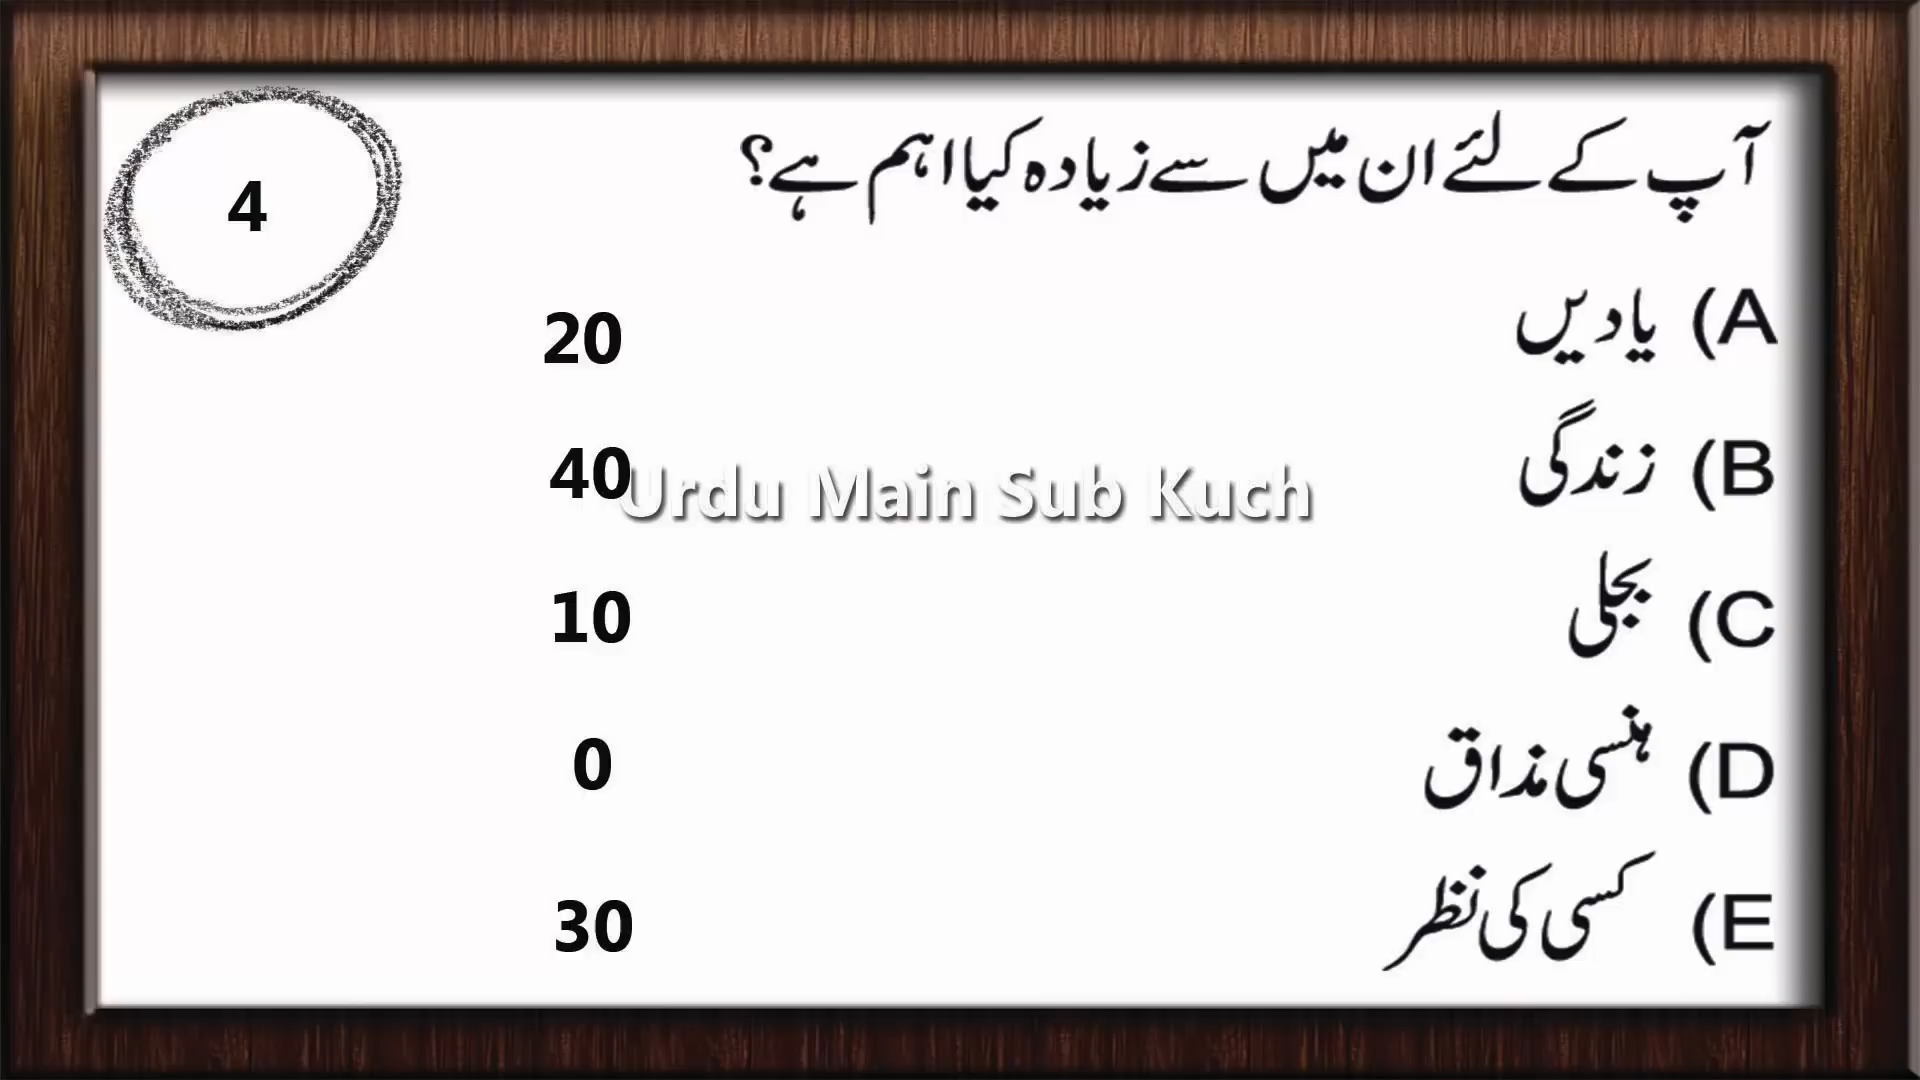 آپ کے لئے ان میں سے زیادہ کیا اہم ہے؟
4
A) یادیں 20
B) زندگی 40
Urdu Main Sub Kuch
C) بجلی 10
D) ہنسی مذاق 0
E) کسی کی نظر 30